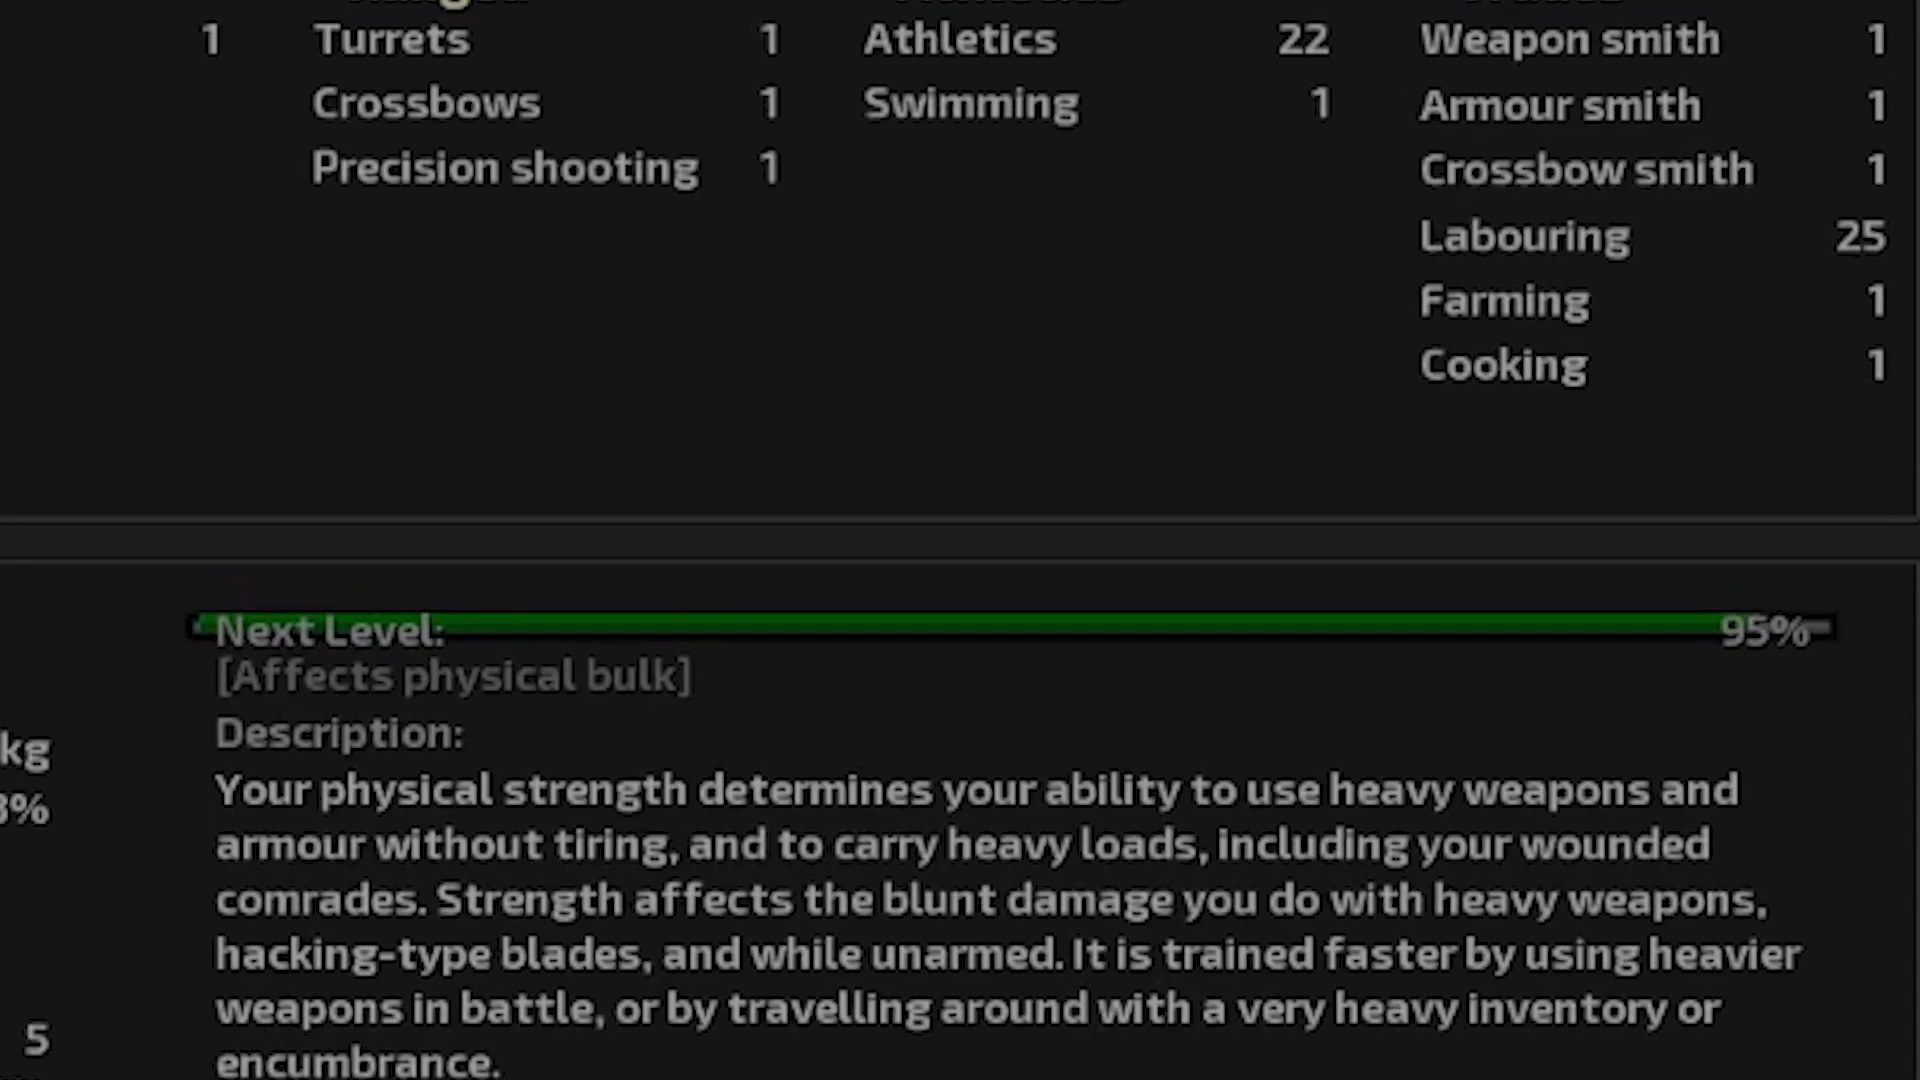 1 Turrets 1 Athletics 22 Weapon smith 1
Crossbows 1 Swimming 1 Armour smith 1
Precision shooting 1 Crossbow smith 1
Labouring 25
Farming 1
Cooking 1
Next Level: 95%
[Affects physical bulk]
Description:
kg
Your physical strength determines your ability to use heavy weapons and
3%
armour without tiring, and to carry heavy loads, including your wounded
comrades. Strength affects the blunt damage you do with heavy weapons,
hacking-type blades, and while unarmed. It is trained faster by using heavier
weapons in battle, or by travelling around with a very heavy inventory or
5
encumbrance.